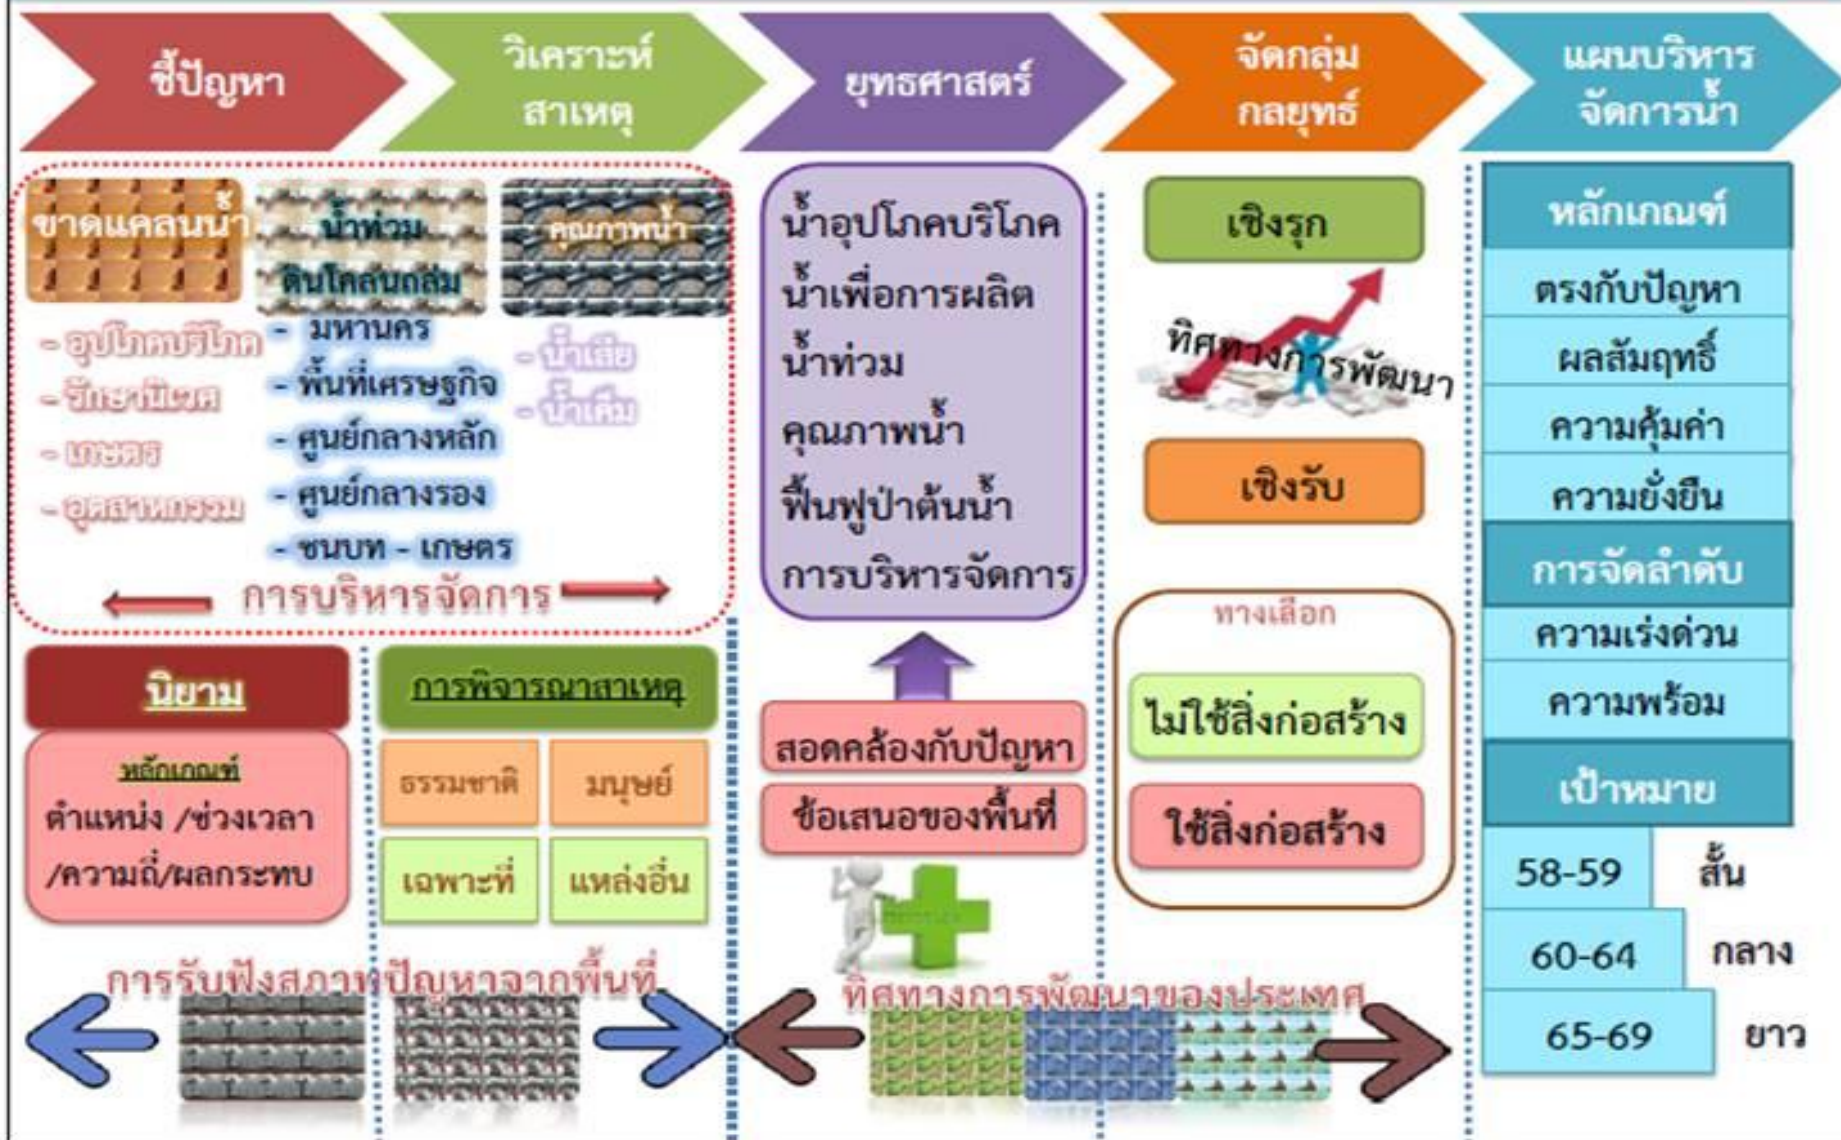 ชี้ปัญหา
วิเคราะห์
สาเหตุ
ยุทธศาสตร์
จัดกลุ่ม
กลยุทธ์
แผนบริหาร
จัดการน้ำ
ขาดแคลนน้ำ
- อุปโภคบริโภค
- รักษานิเวศ
- เกษตร
- อุตสาหกรรม
น้ำท่วม
ดินโคลนถล่ม
- มหานคร
- พื้นที่เศรษฐกิจ
- ศูนย์กลางหลัก
- ศูนย์กลางรอง
- ชนบท - เกษตร
คุณภาพน้ำ
- น้ำเสีย
- น้ำเค็ม
การบริหารจัดการ
นิยาม
หลักเกณฑ์
ตำแหน่ง /ช่วงเวลา
/ความถี่/ผลกระทบ
การพิจารณาสาเหตุ
ธรรมชาติ
มนุษย์
เฉพาะที่
แหล่งอื่น
การรับฟังสภาพปัญหาจากพื้นที่
น้ำอุปโภคบริโภค
น้ำเพื่อการผลิต
น้ำท่วม
คุณภาพน้ำ
ฟื้นฟูป่าต้นน้ำ
การบริหารจัดการ
สอดคล้องกับปัญหา
ข้อเสนอของพื้นที่
เชิงรุก
ทิศทางการพัฒนา
เชิงรับ
ทางเลือก
ไม่ใช้สิ่งก่อสร้าง
ใช้สิ่งก่อสร้าง
ทิศทางการพัฒนาของประเทศ
หลักเกณฑ์
ตรงกับปัญหา
ผลสัมฤทธิ์
ความคุ้มค่า
ความยั่งยืน
การจัดลำดับ
ความเร่งด่วน
ความพร้อม
เป้าหมาย
58-59 สั้น
60-64 กลาง
65-69 ยาว